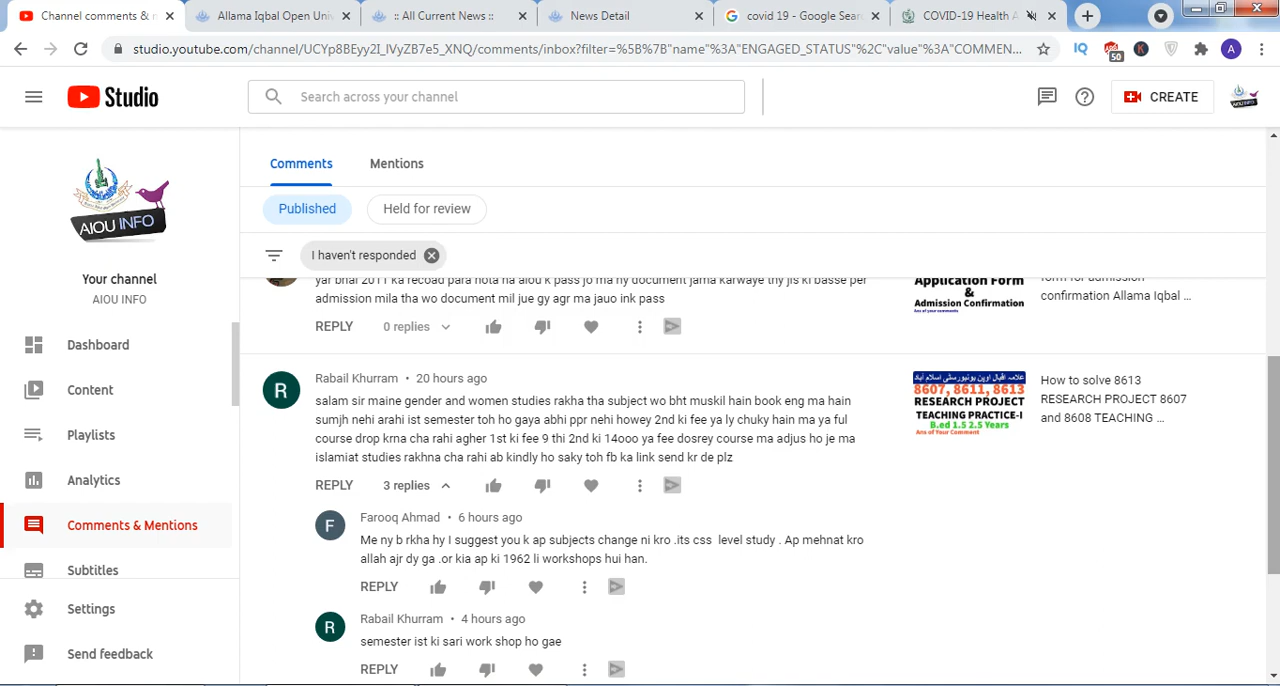 Channel comments & m
Allama Iqbal Open Univ
:: All Current News ::
News Detail
covid 19 - Google Sear
COVID-19 Health A
studio.youtube.com/channel/UCYp8BEyy2I_lVyZB7e5_XNQ/comments/inbox?filter=%5B%7B"name"%3A"ENGAGED_STATUS"%2C"value"%3A"COMMEN...
IQ
50
K
A
Studio
Search across your channel
CREATE
AIOU INFO
Your channel
AIOU INFO
Dashboard
Content
Playlists
Analytics
Comments & Mentions
Subtitles
Settings
Send feedback
Comments
Mentions
Published
Held for review
I haven't responded
yar bhai 2011 ka recoad para hota ha aiou k pass jo ma ny document jama karwaye thy jis ki basse per
admission mila tha wo document mil jue gy agr ma jauo ink pass
REPLY 0 replies
Application Form
&
Admission Confirmation
Ans of your comments
form for admission
confirmation Allama Iqbal ...
R
Rabail Khurram • 20 hours ago
Salam sir maine gender and women studies rakha tha subject wo bht muskil hain book eng ma hain
sumjh nehi arahi ist semester toh ho gaya abhi ppr nehi howey 2nd ki fee ya ly chuky hain ma ya ful
course drop krna cha rahi agher 1st ki fee 9 thi 2nd ki 14ooo ya fee dosrey course ma adjus ho je ma
islamiat studies rakhna cha rahi ab kindly ho saky toh fb ka link send kr de plz
REPLY 3 replies
علامہ اقبال اوپن یونیورسٹی اسلام آباد
8607, 8611, 8613
RESEARCH PROJECT
TEACHING PRACTICE-I
B.ed 1.5 2.5 Years
Ans of Your Comment
How to solve 8613
RESEARCH PROJECT 8607
and 8608 TEACHING ...
F
Farooq Ahmad • 6 hours ago
Me ny b rkha hy I suggest you k ap subjects change ni kro .its css level study . Ap mehnat kro
allah ajr dy ga .or kia ap ki 1962 li workshops hui han.
REPLY
R
Rabail Khurram • 4 hours ago
semester ist ki sari work shop ho gae
REPLY